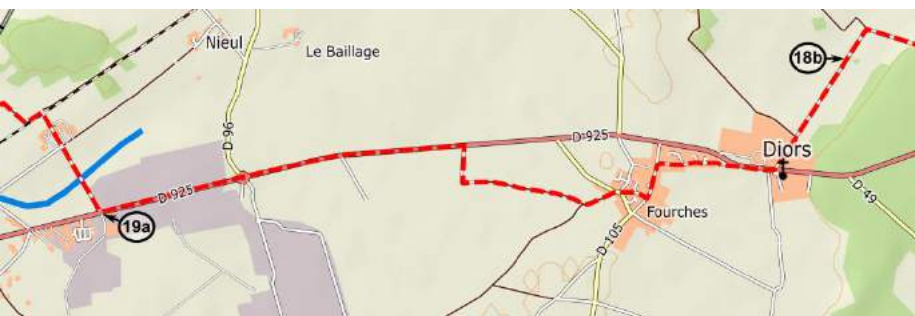 Nieul
Le Baillage
18b
D 96
D 925
Diors
D 925
D 49
Fourches
19a
D 105